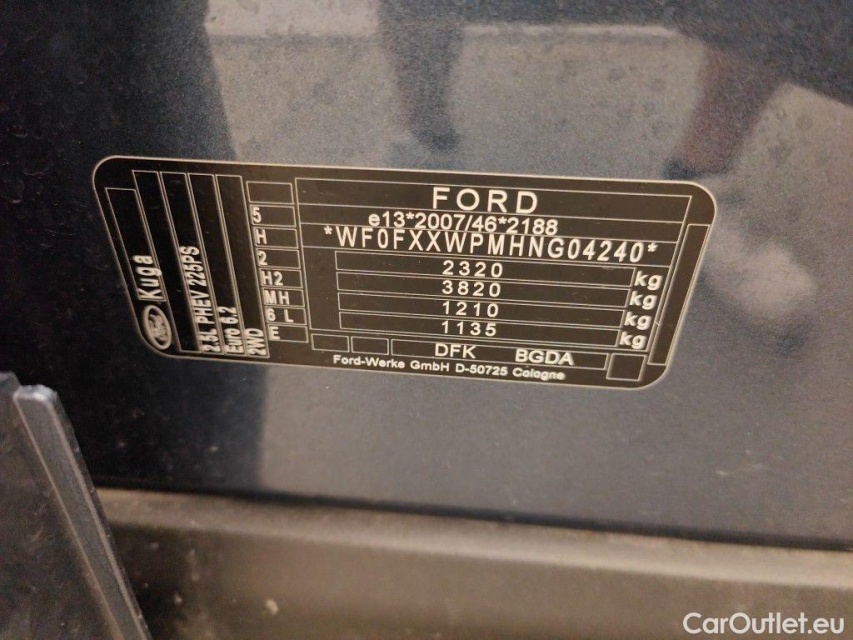 FORD
e13*2007/46*2188
*WF0FXXWPMHNG04240*
2320 kg
3820 kg
1210 kg
1135 kg
DFK BGDA
Ford-Werke GmbH D-50725 Cologne
5
H
2
H2
MH
6 L
E
Ford
Kuga
2.5L PHEV 225PS
Euro 6.2
2WD
CarOutlet.eu